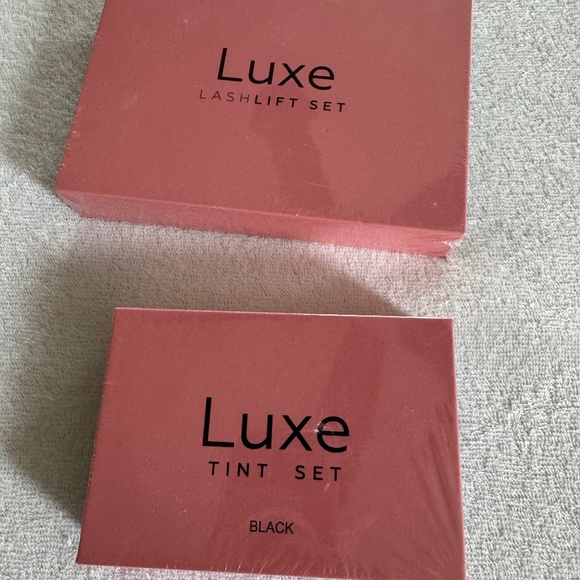 Luxe
LASHLIFT SET
Luxe
TINT SET
BLACK